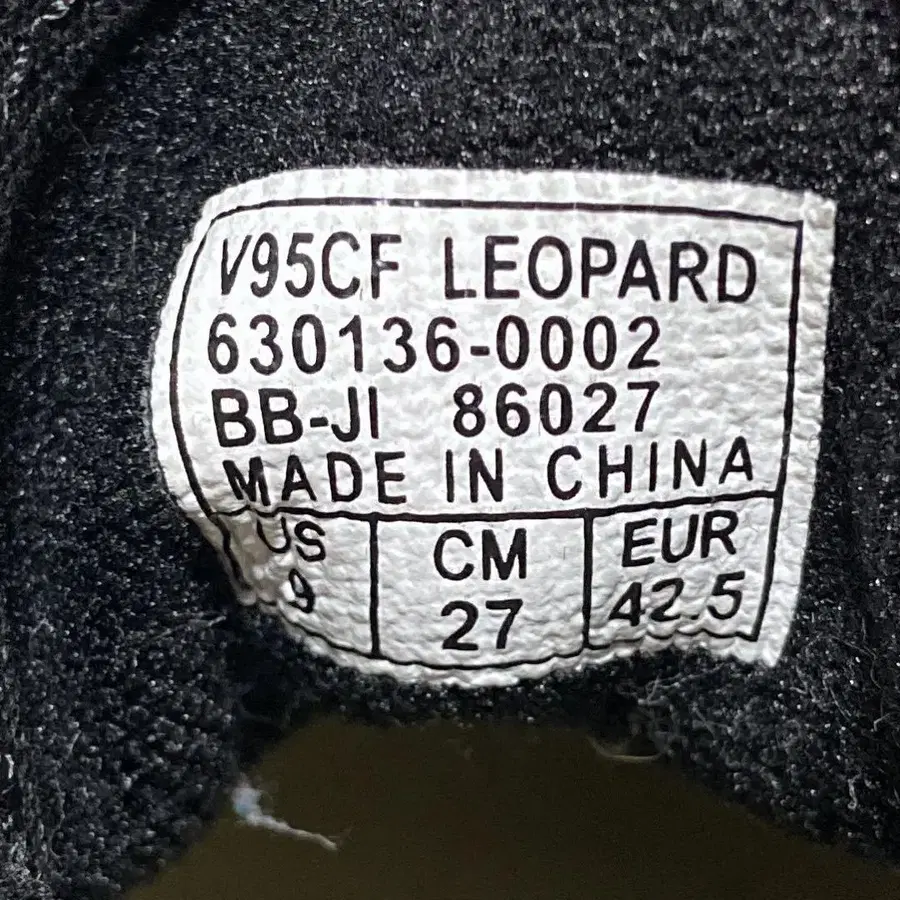 V95CF LEOPARD
630136-0002
BB-JI 86027
MADE IN CHINA
US CM EUR
9 27 42.5